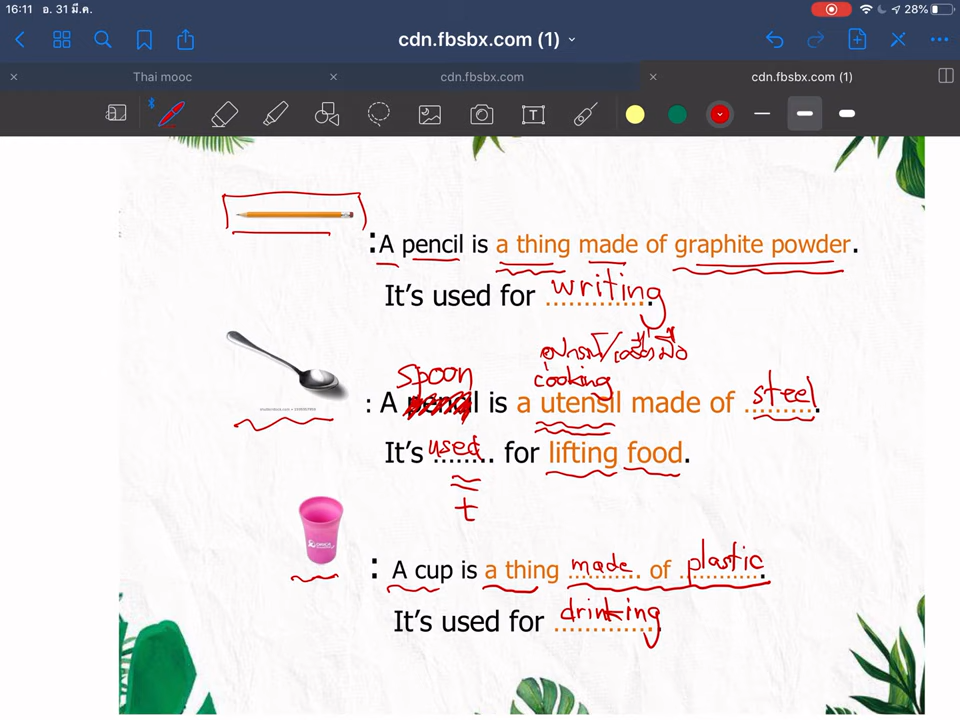 16:11 อ. 31 มี.ค.
28%
cdn.fbsbx.com (1)
Thai mooc
cdn.fbsbx.com
cdn.fbsbx.com (1)
:A pencil is a thing made of graphite powder.
It's used for writing.
อุปกรณ์/เครื่องมือ
spoon cooking
: A pencil is a utensil made of steel.
It's used for lifting food.
t
: A cup is a thing made of plastic.
It's used for drinking.